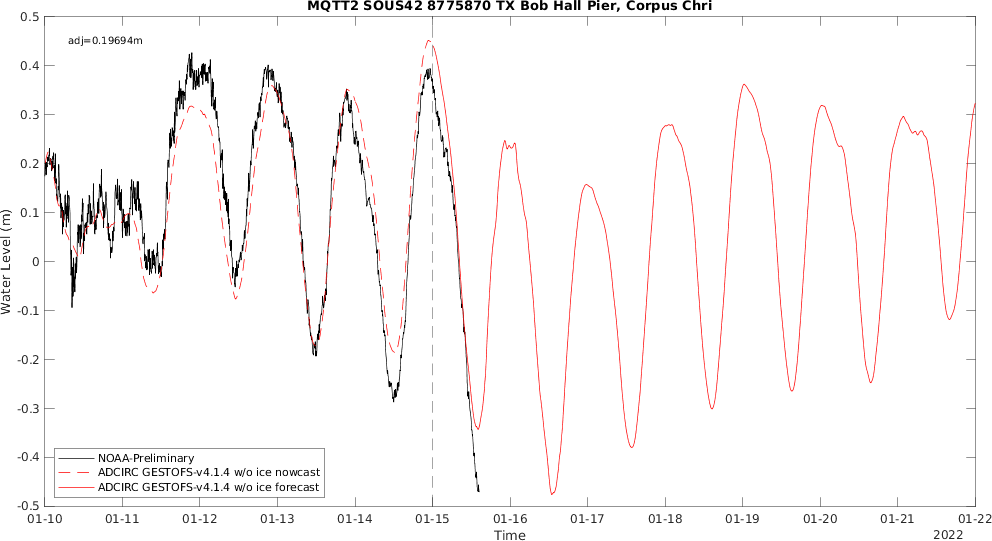 MQTT2 SOUS42 8775870 TX Bob Hall Pier, Corpus Chri
adj=0.19694m
0.5
0.4
0.3
0.2
0.1
0
-0.1
-0.2
-0.3
-0.4
-0.5
Water Level (m)
NOAA-Preliminary
ADCIRC GESTOFS-v4.1.4 w/o ice nowcast
ADCIRC GESTOFS-v4.1.4 w/o ice forecast
01-10 01-11 01-12 01-13 01-14 01-15 01-16 01-17 01-18 01-19 01-20 01-21 01-22
Time
2022